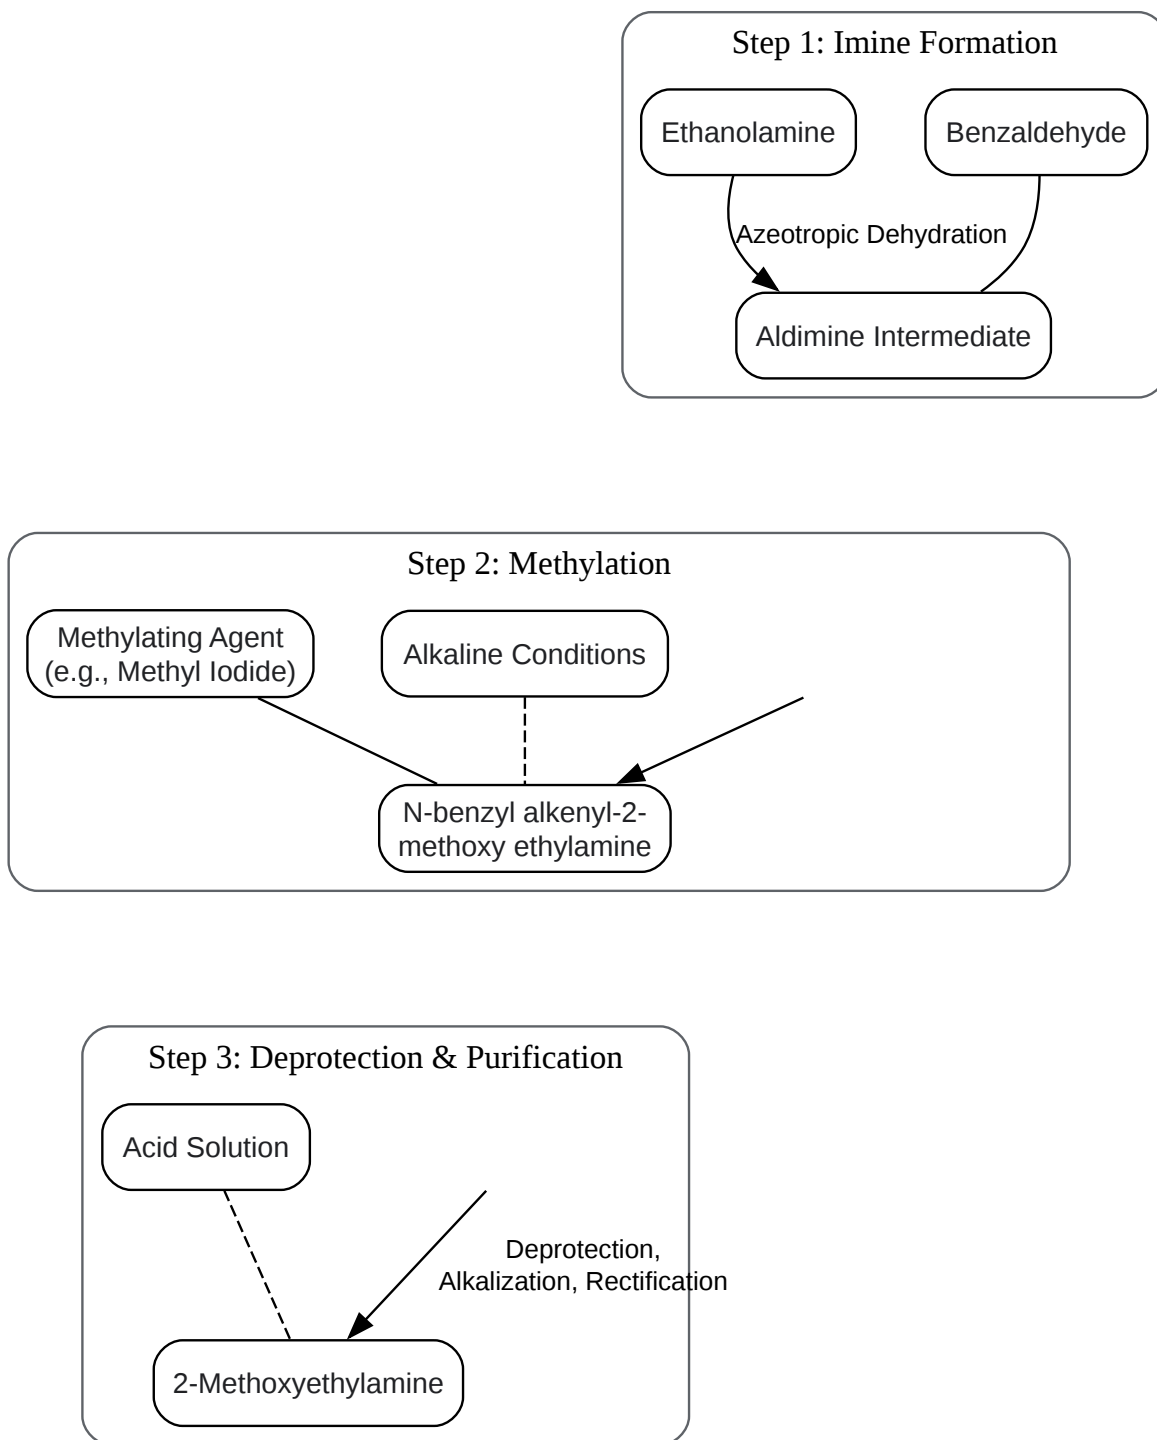 Step 1: Imine Formation
Ethanolamine
Benzaldehyde
Azeotropic Dehydration
Aldimine Intermediate
Step 2: Methylation
Methylating Agent
(e.g., Methyl Iodide)
Alkaline Conditions
N-benzyl alkenyl-2-
methoxy ethylamine
Step 3: Deprotection & Purification
Acid Solution
Deprotection,
Alkalization, Rectification
2-Methoxyethylamine